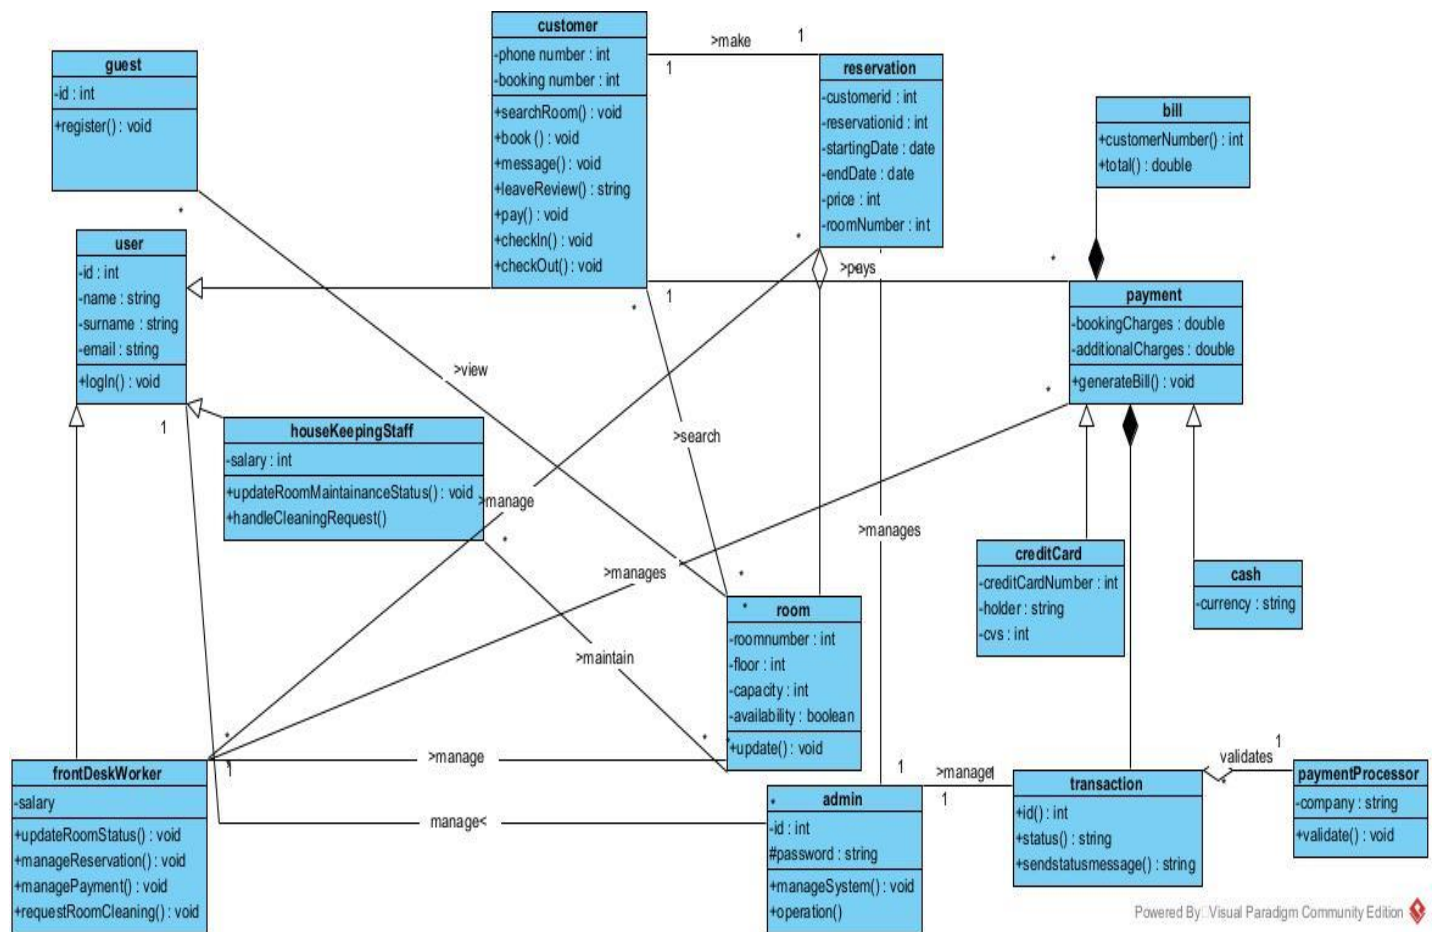 customer
-phone number : int
-booking number : int
+searchRoom() : void
+book () : void
+message() : void
+leaveReview() : string
+pay() : void
+checkIn() : void
+checkOut() : void
guest
-id : int
+register() : void
>make
1
1
reservation
-customerid : int
-reservationid : int
-startingDate : date
-endDate : date
-price : int
-roomNumber : int
bill
+customerNumber() : int
+total() : double
*
user
-id : int
-name : string
-surname : string
-email : string
+logIn() : void
*
>pays
*
1
*
payment
-bookingCharges : double
-additionalCharges : double
+generateBill() : void
>view
*
1
houseKeepingStaff
-salary : int
+updateRoomMaintainanceStatus() : void
+handleCleaningRequest()
>search
>manage
>manages
*
>manages
*
creditCard
-creditCardNumber : int
-holder : string
-cvs : int
cash
-currency : string
* room
-roomnumber : int
-floor : int
-capacity : int
-availability : boolean
+update() : void
>maintain
*
*
>manage
1
frontDeskWorker
-salary
+updateRoomStatus() : void
+manageReservation() : void
+managePayment() : void
+requestRoomCleaning() : void
manage<
1
>manage
1
1
* admin
-id : int
#password : string
+manageSystem() : void
+operation()
transaction
+id() : int
+status() : string
+sendstatusmessage() : string
validates
1
*
paymentProcessor
-company : string
+validate() : void
Powered By Visual Paradigm Community Edition